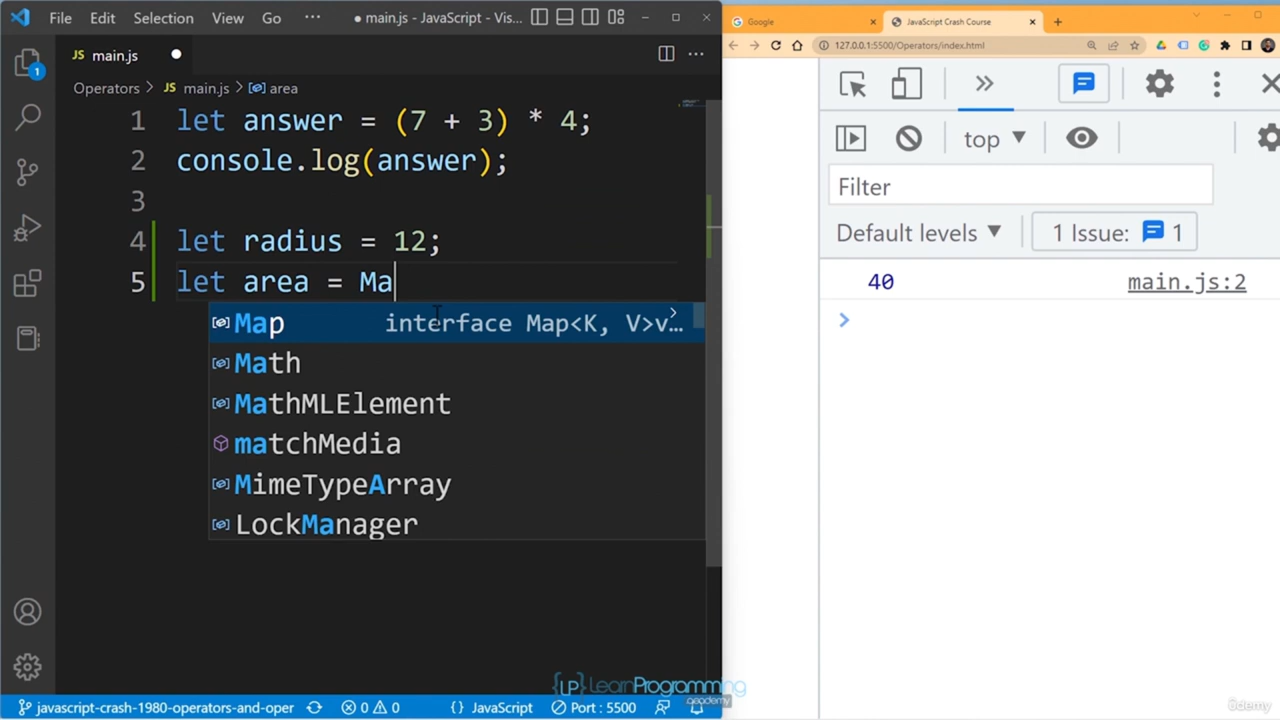 File Edit Selection View Go ··· ● main.js - JavaScript - Vis...
JS main.js ●
Operators > JS main.js > area
1 let answer = (7 + 3) * 4;
2 console.log(answer);
3
4 let radius = 12;
5 let area = Ma
Map interface Map<K, V>v…
Math
MathMLElement
matchMedia
MimeTypeArray
LockManager
1
javascript-crash-1980-operators-and-oper 0 0 {} JavaScript Port : 5500
{LP} LearnProgramming
academy
Google JavaScript Crash Course
127.0.0.1:5500/Operators/index.html
top
Filter
Default levels 1 Issue: 1
40 main.js:2
ûdemy